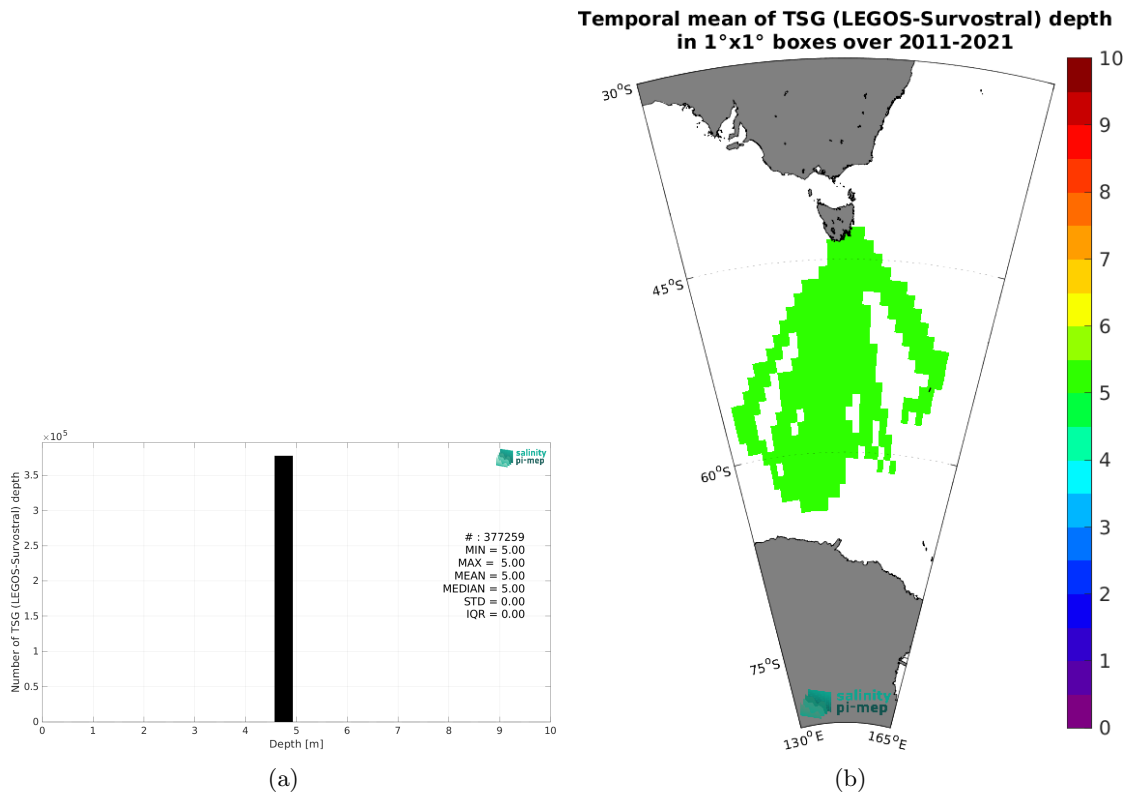 ×10^5
3.5
3
2.5
2
1.5
1
0.5
0
Number of TSG (LEGOS-Survostral) depth
salinity
pi-mep
# : 377259
MIN = 5.00
MAX = 5.00
MEAN = 5.00
MEDIAN = 5.00
STD = 0.00
IQR = 0.00
0 1 2 3 4 5 6 7 8 9 10
Depth [m]
(a)
Temporal mean of TSG (LEGOS-Survostral) depth
in 1°x1° boxes over 2011-2021
30°S
45°S
60°S
75°S
130°E
165°E
salinity
pi-mep
10
9
8
7
6
5
4
3
2
1
0
(b)